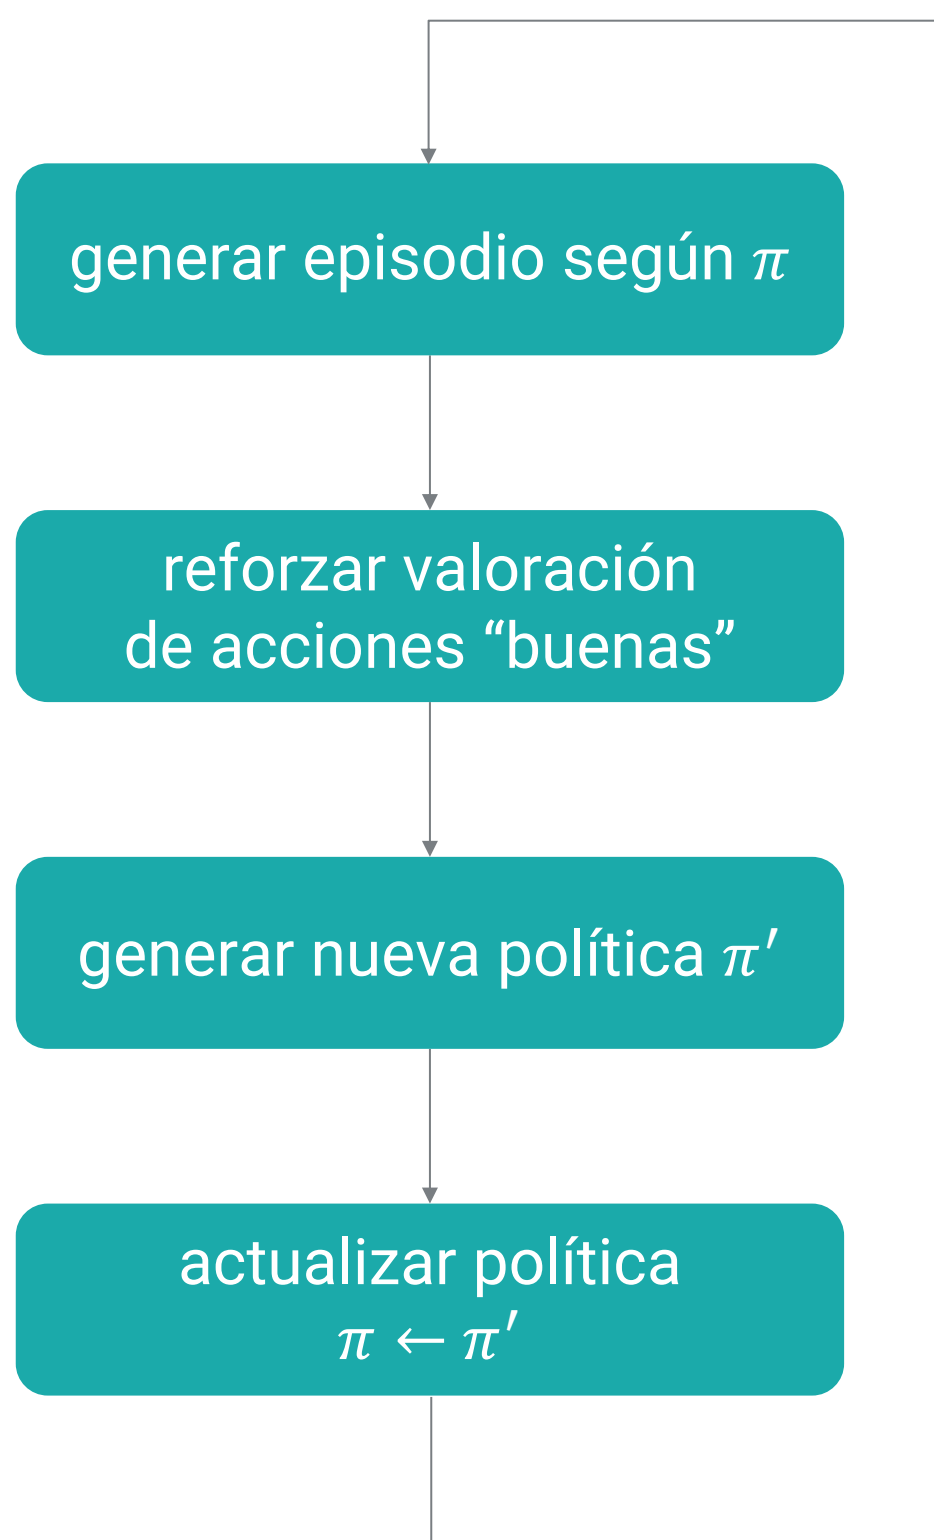 generar episodio según π
reforzar valoración
de acciones “buenas”
generar nueva política π′
actualizar política
π ← π′